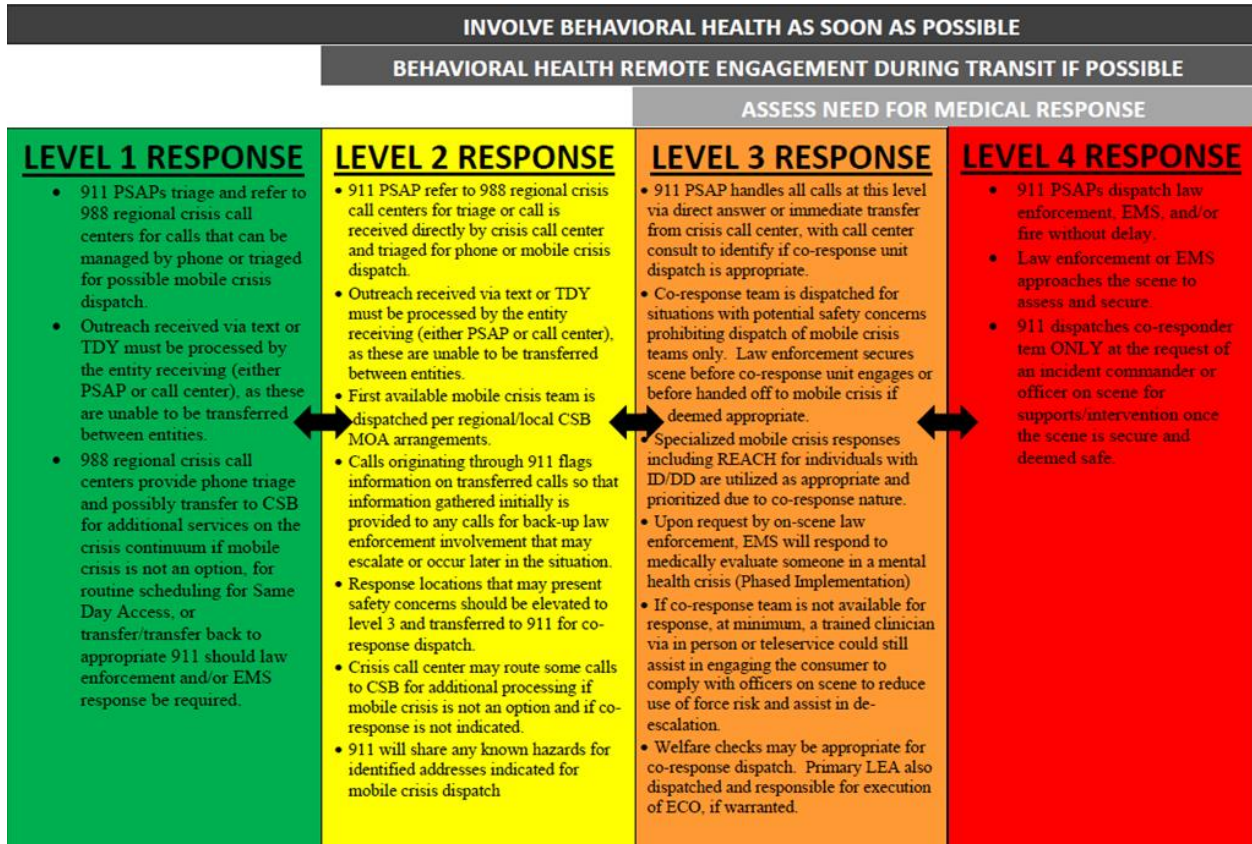 INVOLVE BEHAVIORAL HEALTH AS SOON AS POSSIBLE
BEHAVIORAL HEALTH REMOTE ENGAGEMENT DURING TRANSIT IF POSSIBLE
ASSESS NEED FOR MEDICAL RESPONSE
LEVEL 1 RESPONSE
• 911 PSAPs triage and refer to
988 regional crisis call
centers for calls that can be
managed by phone or triaged
for possible mobile crisis
dispatch.
• Outreach received via text or
TDY must be processed by
the entity receiving (either
PSAP or call center), as these
are unable to be transferred
between entities.
• 988 regional crisis call
centers provide phone triage
and possibly transfer to CSB
for additional services on the
crisis continuum if mobile
crisis is not an option, for
routine scheduling for Same
Day Access, or
transfer/transfer back to
appropriate 911 should law
enforcement and/or EMS
response be required.
LEVEL 2 RESPONSE
• 911 PSAP refer to 988 regional crisis
call centers for triage or call is
received directly by crisis call center
and triaged for phone or mobile crisis
dispatch.
• Outreach received via text or TDY
must be processed by the entity
receiving (either PSAP or call center),
as these are unable to be transferred
between entities.
• First available mobile crisis team is
dispatched per regional/local CSB
MOA arrangements.
• Calls originating through 911 flags
information on transferred calls so that
information gathered initially is
provided to any calls for back-up law
enforcement involvement that may
escalate or occur later in the situation.
• Response locations that may present
safety concerns should be elevated to
level 3 and transferred to 911 for co-
response dispatch.
• Crisis call center may route some calls
to CSB for additional processing if
mobile crisis is not an option and if co-
response is not indicated.
• 911 will share any known hazards for
identified addresses indicated for
mobile crisis dispatch
LEVEL 3 RESPONSE
• 911 PSAP handles all calls at this level
via direct answer or immediate transfer
from crisis call center, with call center
consult to identify if co-response unit
dispatch is appropriate.
• Co-response team is dispatched for
situations with potential safety concerns
prohibiting dispatch of mobile crisis
teams only. Law enforcement secures
scene before co-response unit engages or
before handed off to mobile crisis if
deemed appropriate.
• Specialized mobile crisis responses
including REACH for individuals with
ID/DD are utilized as appropriate and
prioritized due to co-response nature.
• Upon request by on-scene law
enforcement, EMS will respond to
medically evaluate someone in a mental
health crisis (Phased Implementation)
• If co-response team is not available for
response, at minimum, a trained clinician
via in person or teleservice could still
assist in engaging the consumer to
comply with officers on scene to reduce
use of force risk and assist in de-
escalation.
• Welfare checks may be appropriate for
co-response dispatch. Primary LEA also
dispatched and responsible for execution
of ECO, if warranted.
LEVEL 4 RESPONSE
• 911 PSAPs dispatch law
enforcement, EMS, and/or
fire without delay.
• Law enforcement or EMS
approaches the scene to
assess and secure.
• 911 dispatches co-responder
tem ONLY at the request of
an incident commander or
officer on scene for
supports/intervention once
the scene is secure and
deemed safe.